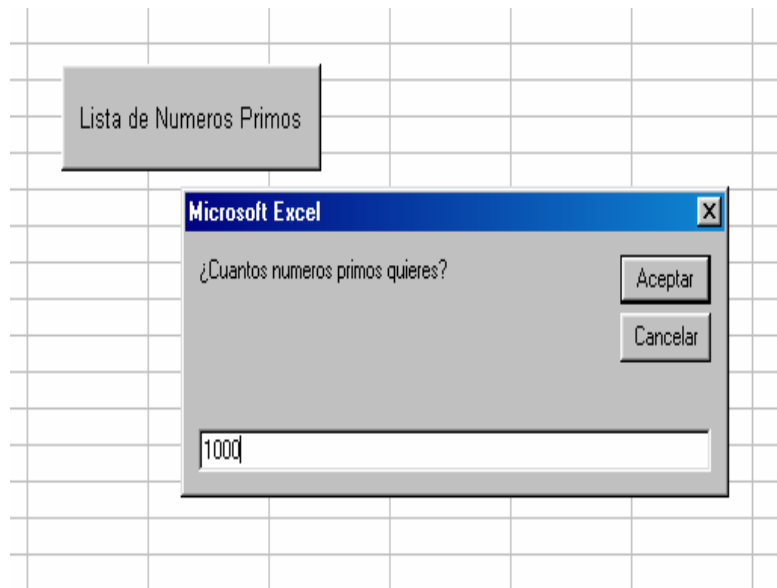 Lista de Numeros Primos
Microsoft Excel
¿Cuantos numeros primos quieres?
Aceptar
Cancelar
1000